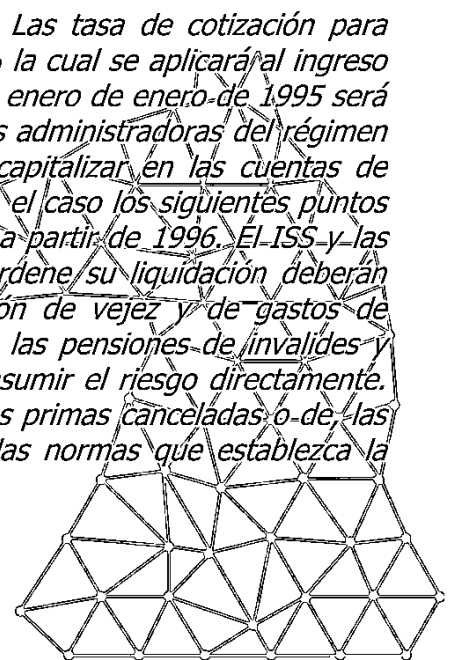 Las tasa de cotización para
la cual se aplicará al ingreso
enero de enero de 1995 será
administradoras del régimen
capitalizar en las cuentas de
el caso los siguientes puntos
a partir de 1996. El ISS y las
ordene su liquidación deberán
de vejez y de gastos de
las pensiones de invalides y
asumir el riesgo directamente.
primas canceladas o de, las
las normas que establezca la